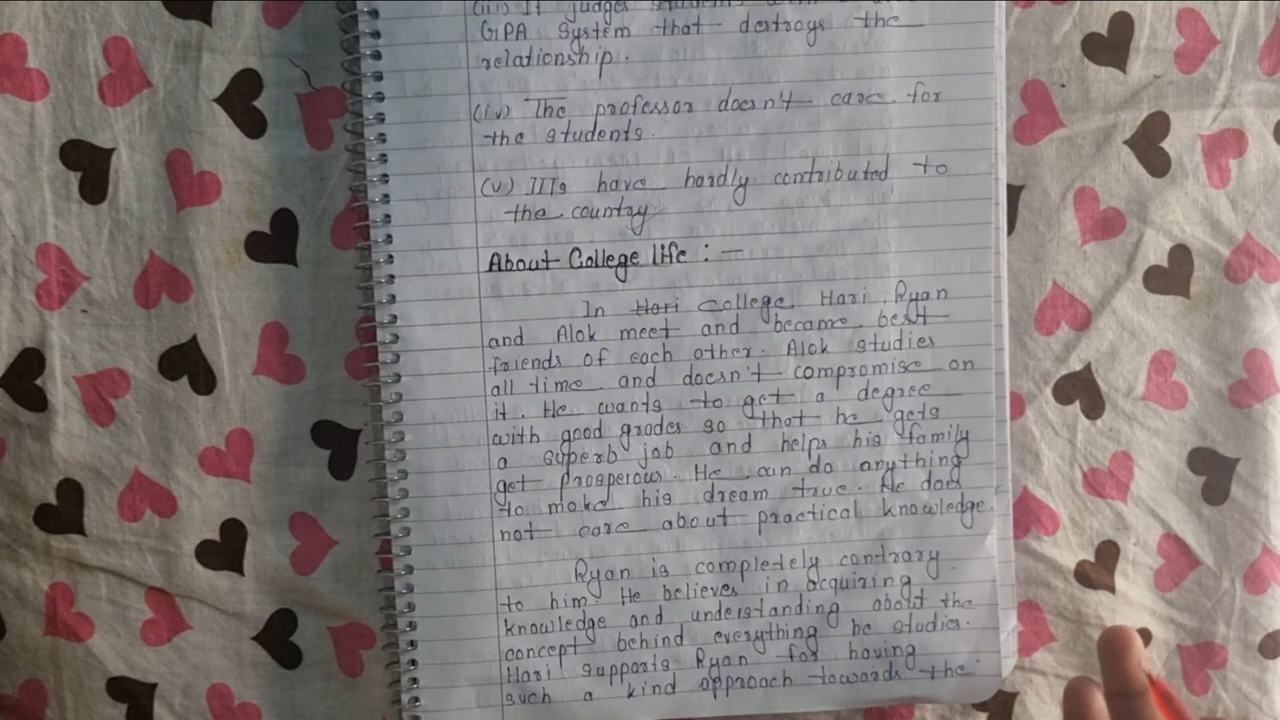 (iii) It judges students with
GPA System that destroys the
relationship.
(iv) The professor doesn't care for
the students.
(v) IITs have hardly contributed to
the country.
About College life : —
In Hari college Hari, Ryan
and Alok meet and became best
friends of each other. Alok studies
all time and doesn't compromise on
it. He wants to get a degree
with good grades so that he gets
a superb job and helps his family
get prosperous. He can do anything
to make his dream true. He does
not care about practical knowledge.
Ryan is completely contrary
to him. He believes in acquiring
knowledge and understanding about the
concept behind everything he studies.
Hari supports Ryan for having
such a kind approach towards the